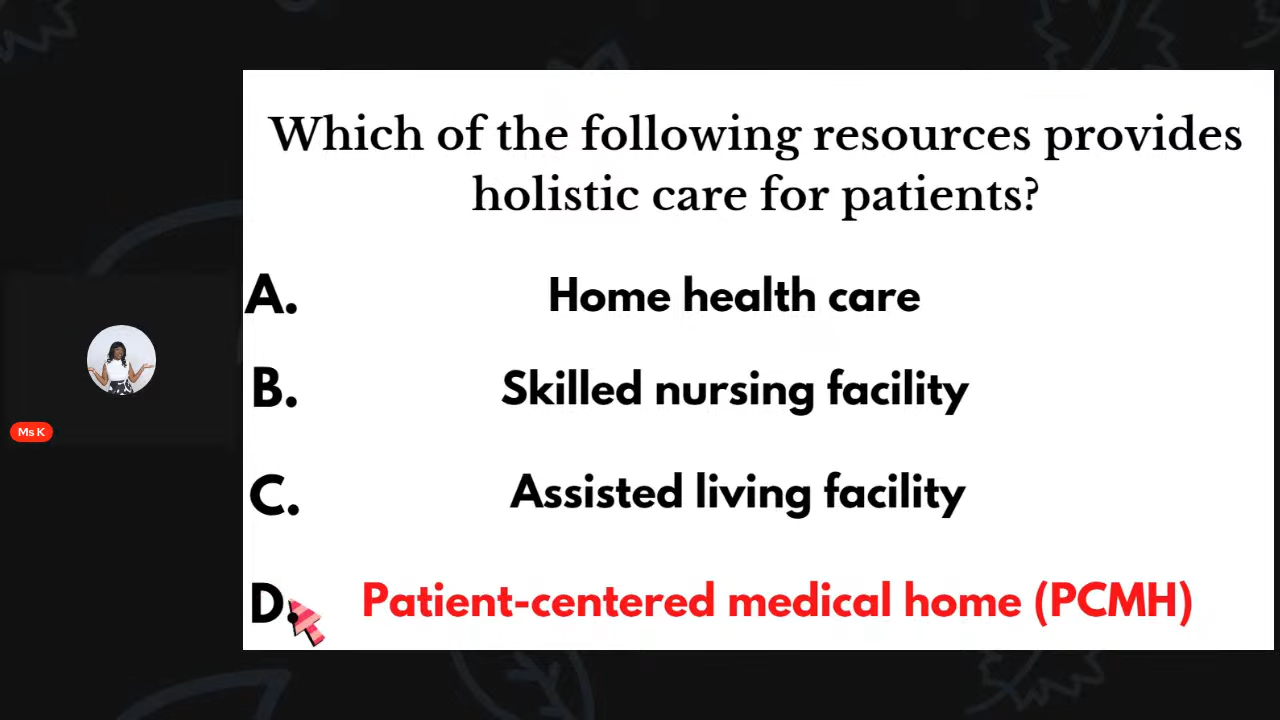 Which of the following resources provides
holistic care for patients?
A. Home health care
B. Skilled nursing facility
Ms K
C. Assisted living facility
D. Patient-centered medical home (PCMH)